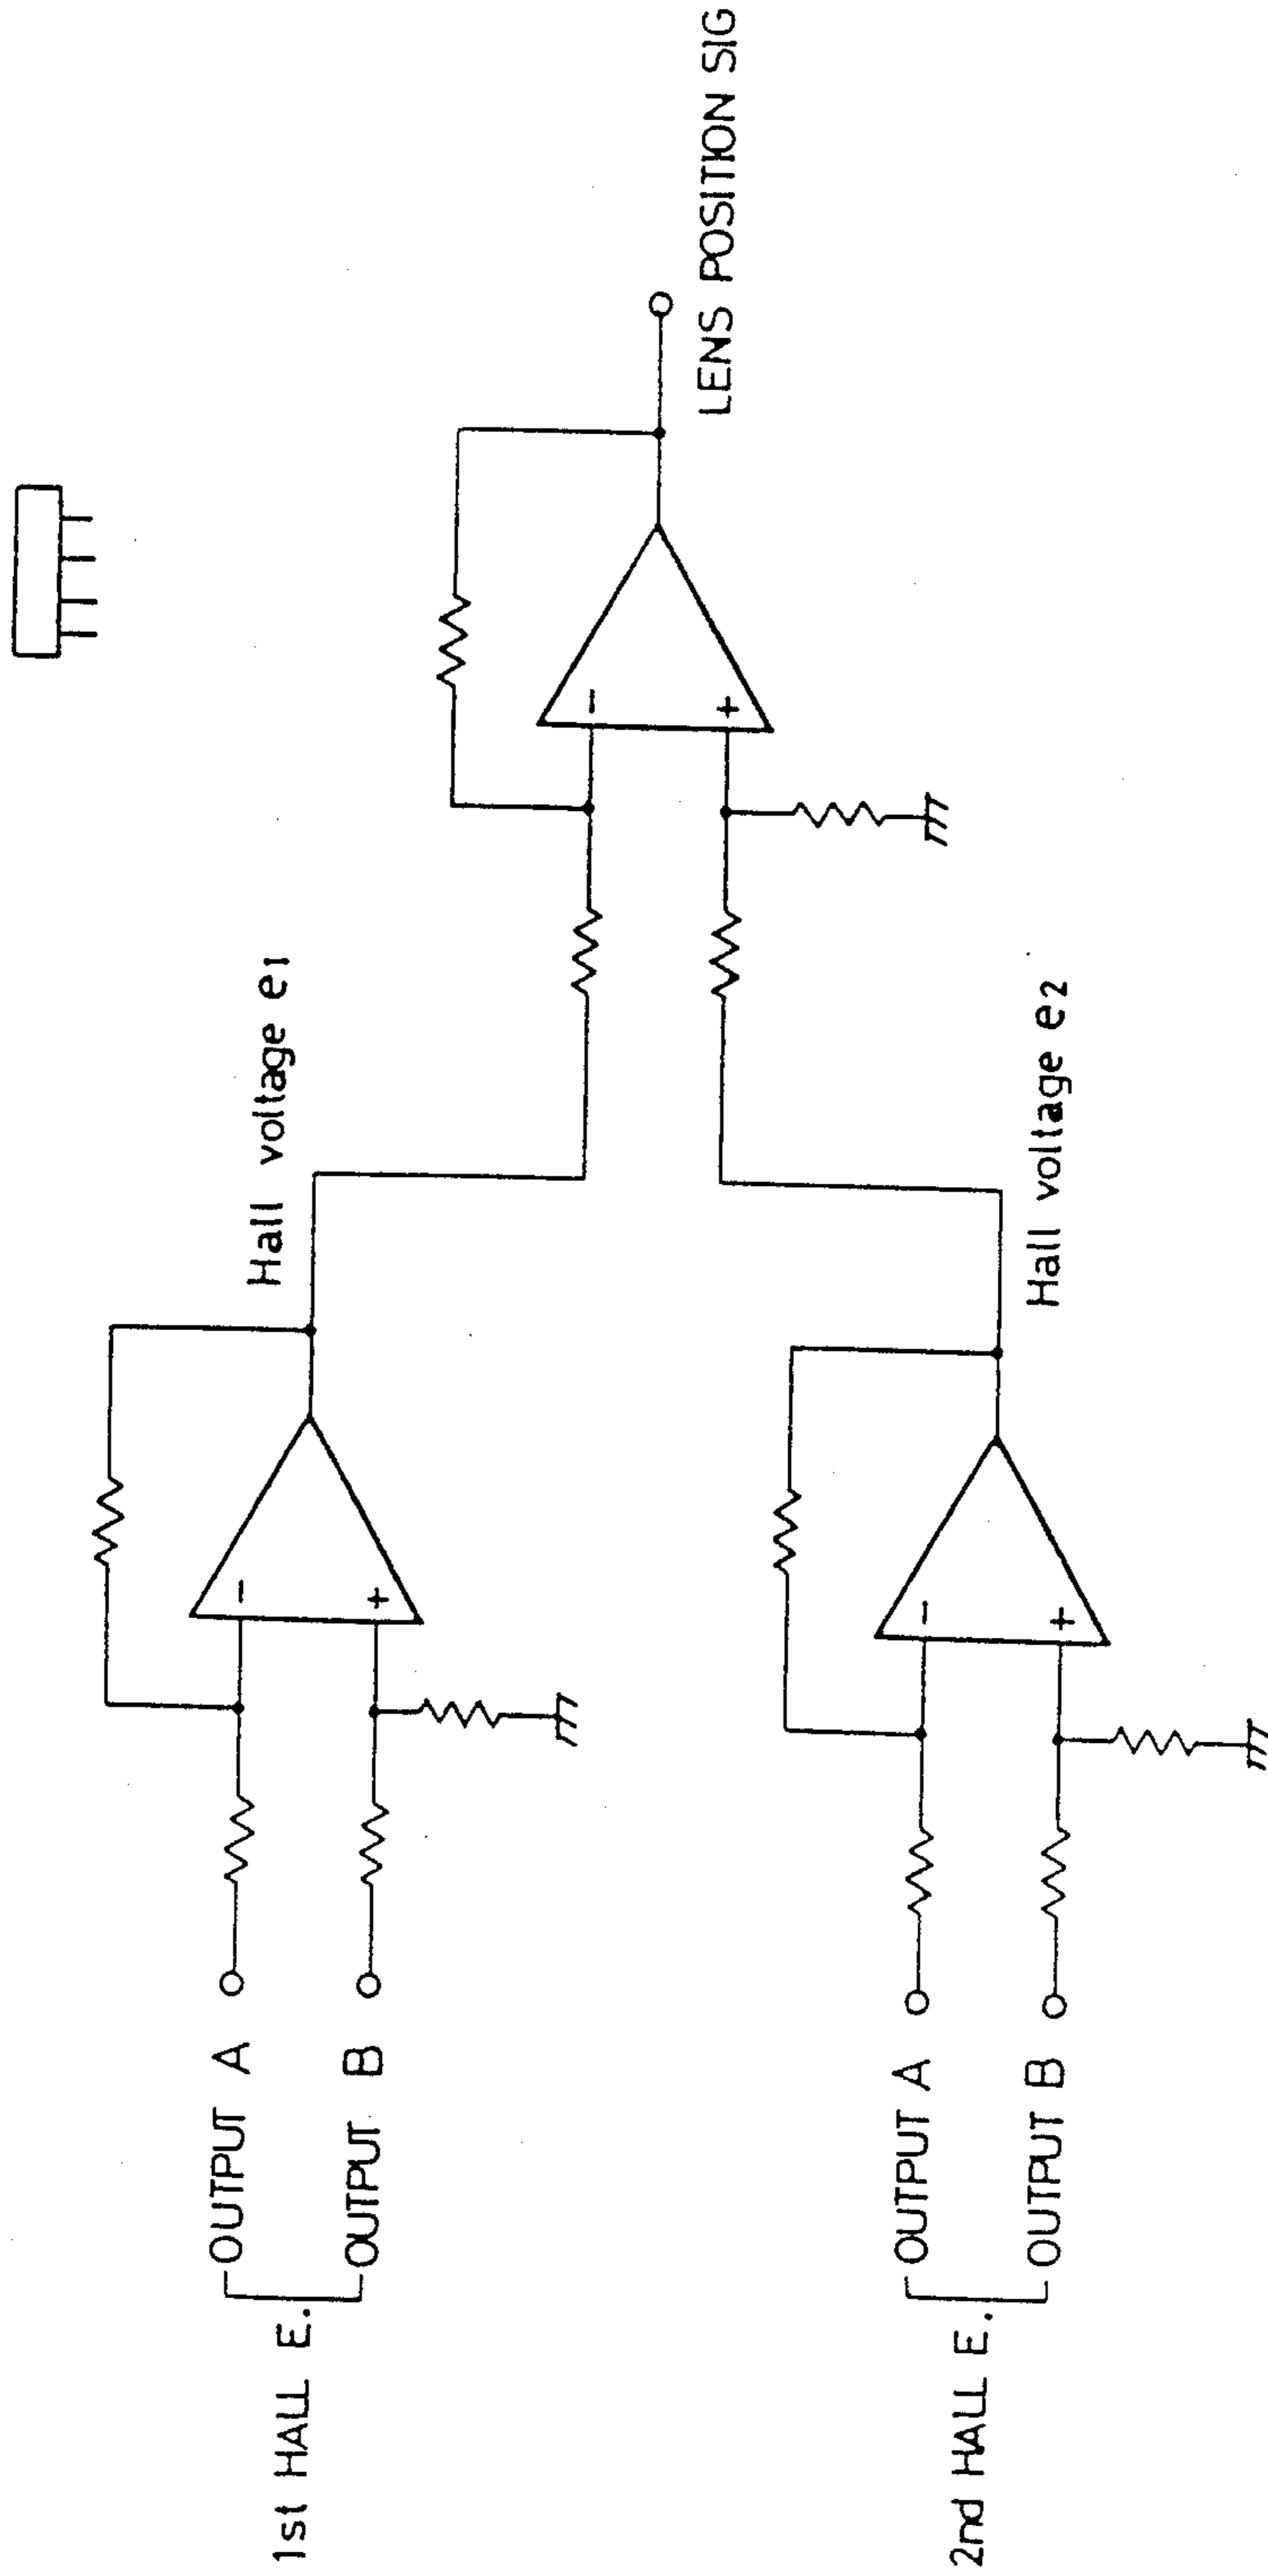 1st HALL E.
OUTPUT A
OUTPUT B
-
+
Hall voltage e1
2nd HALL E.
OUTPUT A
OUTPUT B
-
+
Hall voltage e2
-
+
LENS POSITION SIG